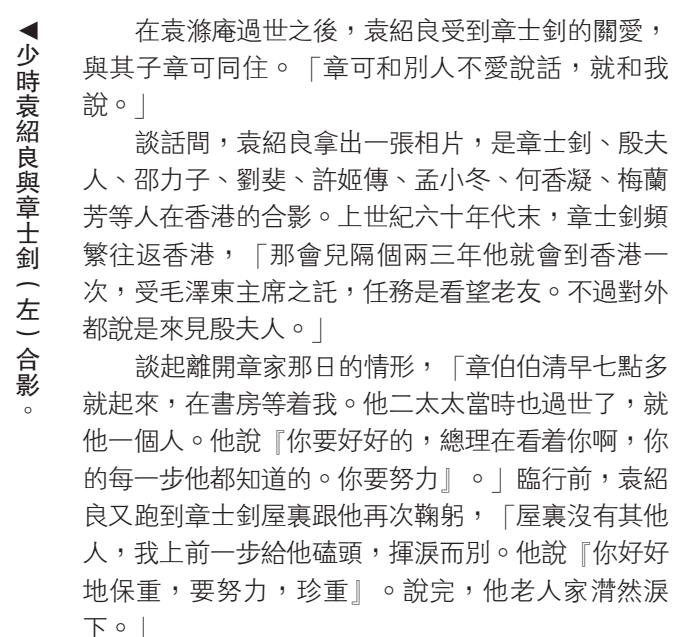 ◀少時袁紹良與章士釗（左）合影。
在袁滌庵過世之後，袁紹良受到章士釗的關愛，
與其子章可同住。「章可和別人不愛說話，就和我
說。」
談話間，袁紹良拿出一張相片，是章士釗、殷夫
人、邵力子、劉斐、許姬傳、孟小冬、何香凝、梅蘭
芳等人在香港的合影。上世紀六十年代末，章士釗頻
繁往返香港，「那會兒隔個兩三年他就會到香港一
次，受毛澤東主席之託，任務是看望老友。不過對外
都說是來見殷夫人。」
談起離開章家那日的情形，「章伯伯清早七點多
就起來，在書房等着我。他二太太當時也過世了，就
他一個人。他說『你要好好的，總理在看着你啊，你
的每一步他都知道的。你要努力』。」臨行前，袁紹
良又跑到章士釗屋裏跟他再次鞠躬，「屋裏沒有其他
人，我上前一步給他磕頭，揮淚而別。他說『你好好
地保重，要努力，珍重』。說完，他老人家潸然淚
下。」